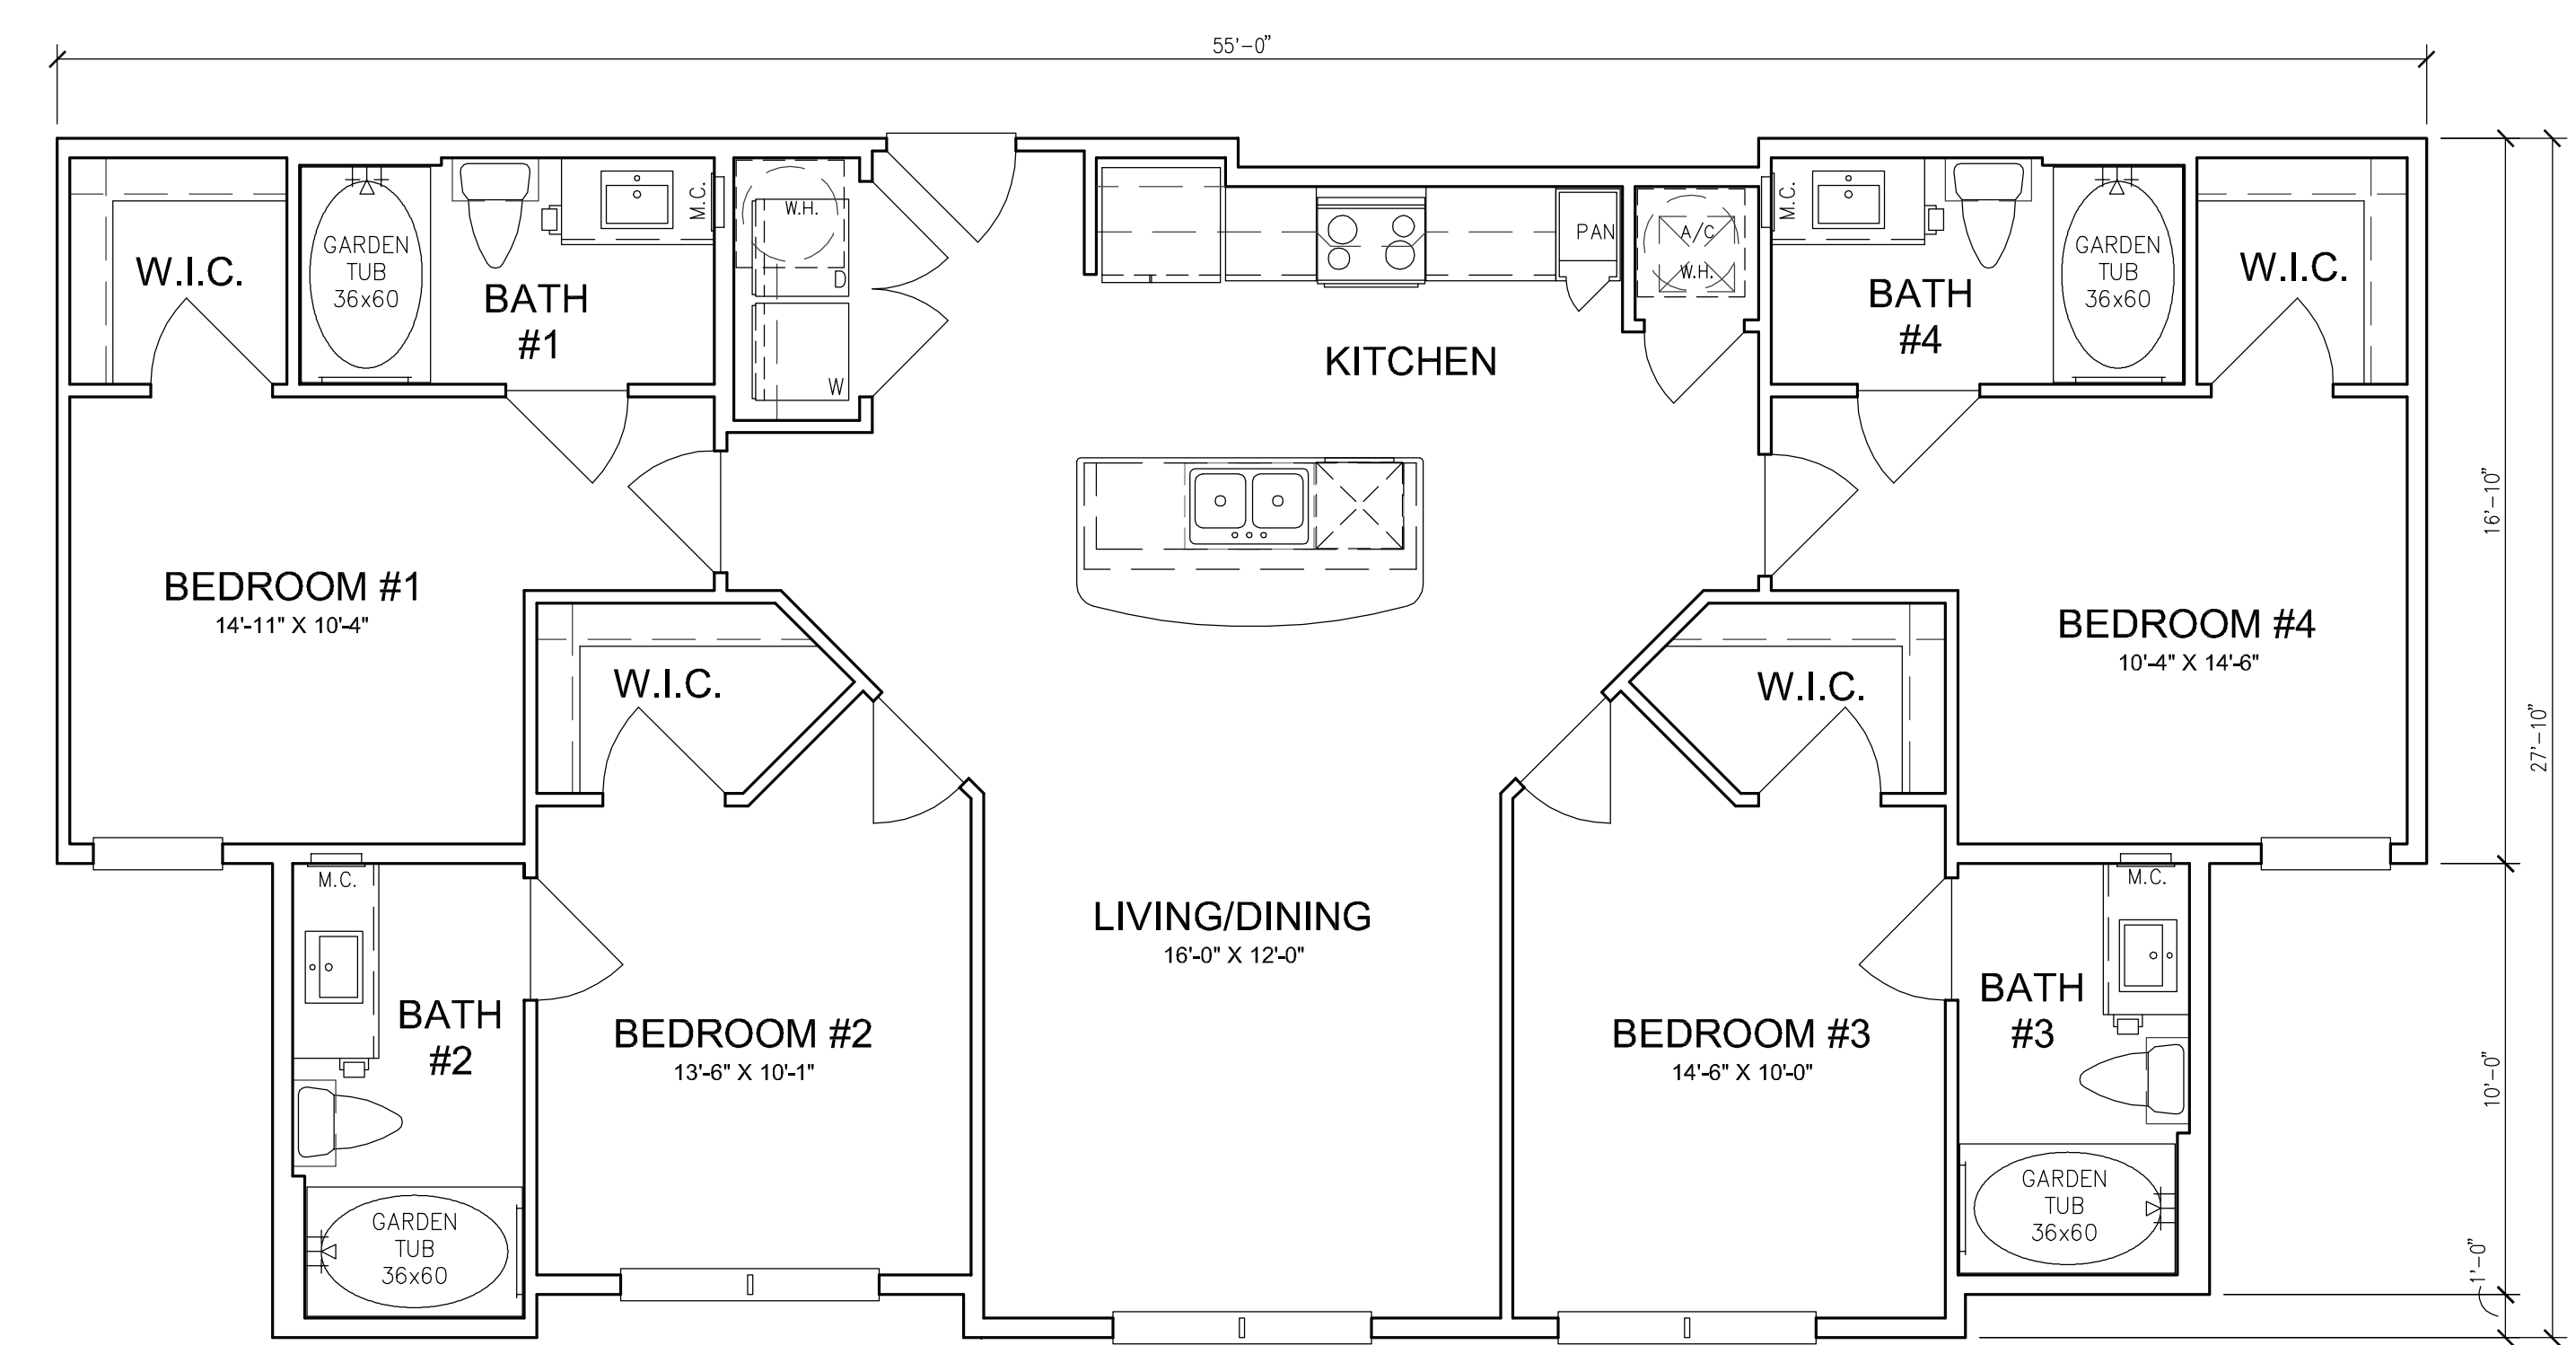 55'-0"
W.I.C.
GARDEN
TUB
36x60
BATH
#1
M.C.
W.H.
D
W
KITCHEN
PAN
A/C
W.H.
M.C.
BATH
#4
GARDEN
TUB
36x60
W.I.C.
16'-10"
27'-10"
10'-0"
1'-0"
BEDROOM #1
14'-11" X 10'-4"
W.I.C.
W.I.C.
BEDROOM #4
10'-4" X 14'-6"
M.C.
BATH
#2
GARDEN
TUB
36x60
BEDROOM #2
13'-6" X 10'-1"
LIVING/DINING
16'-0" X 12'-0"
BEDROOM #3
14'-6" X 10'-0"
M.C.
BATH
#3
GARDEN
TUB
36x60